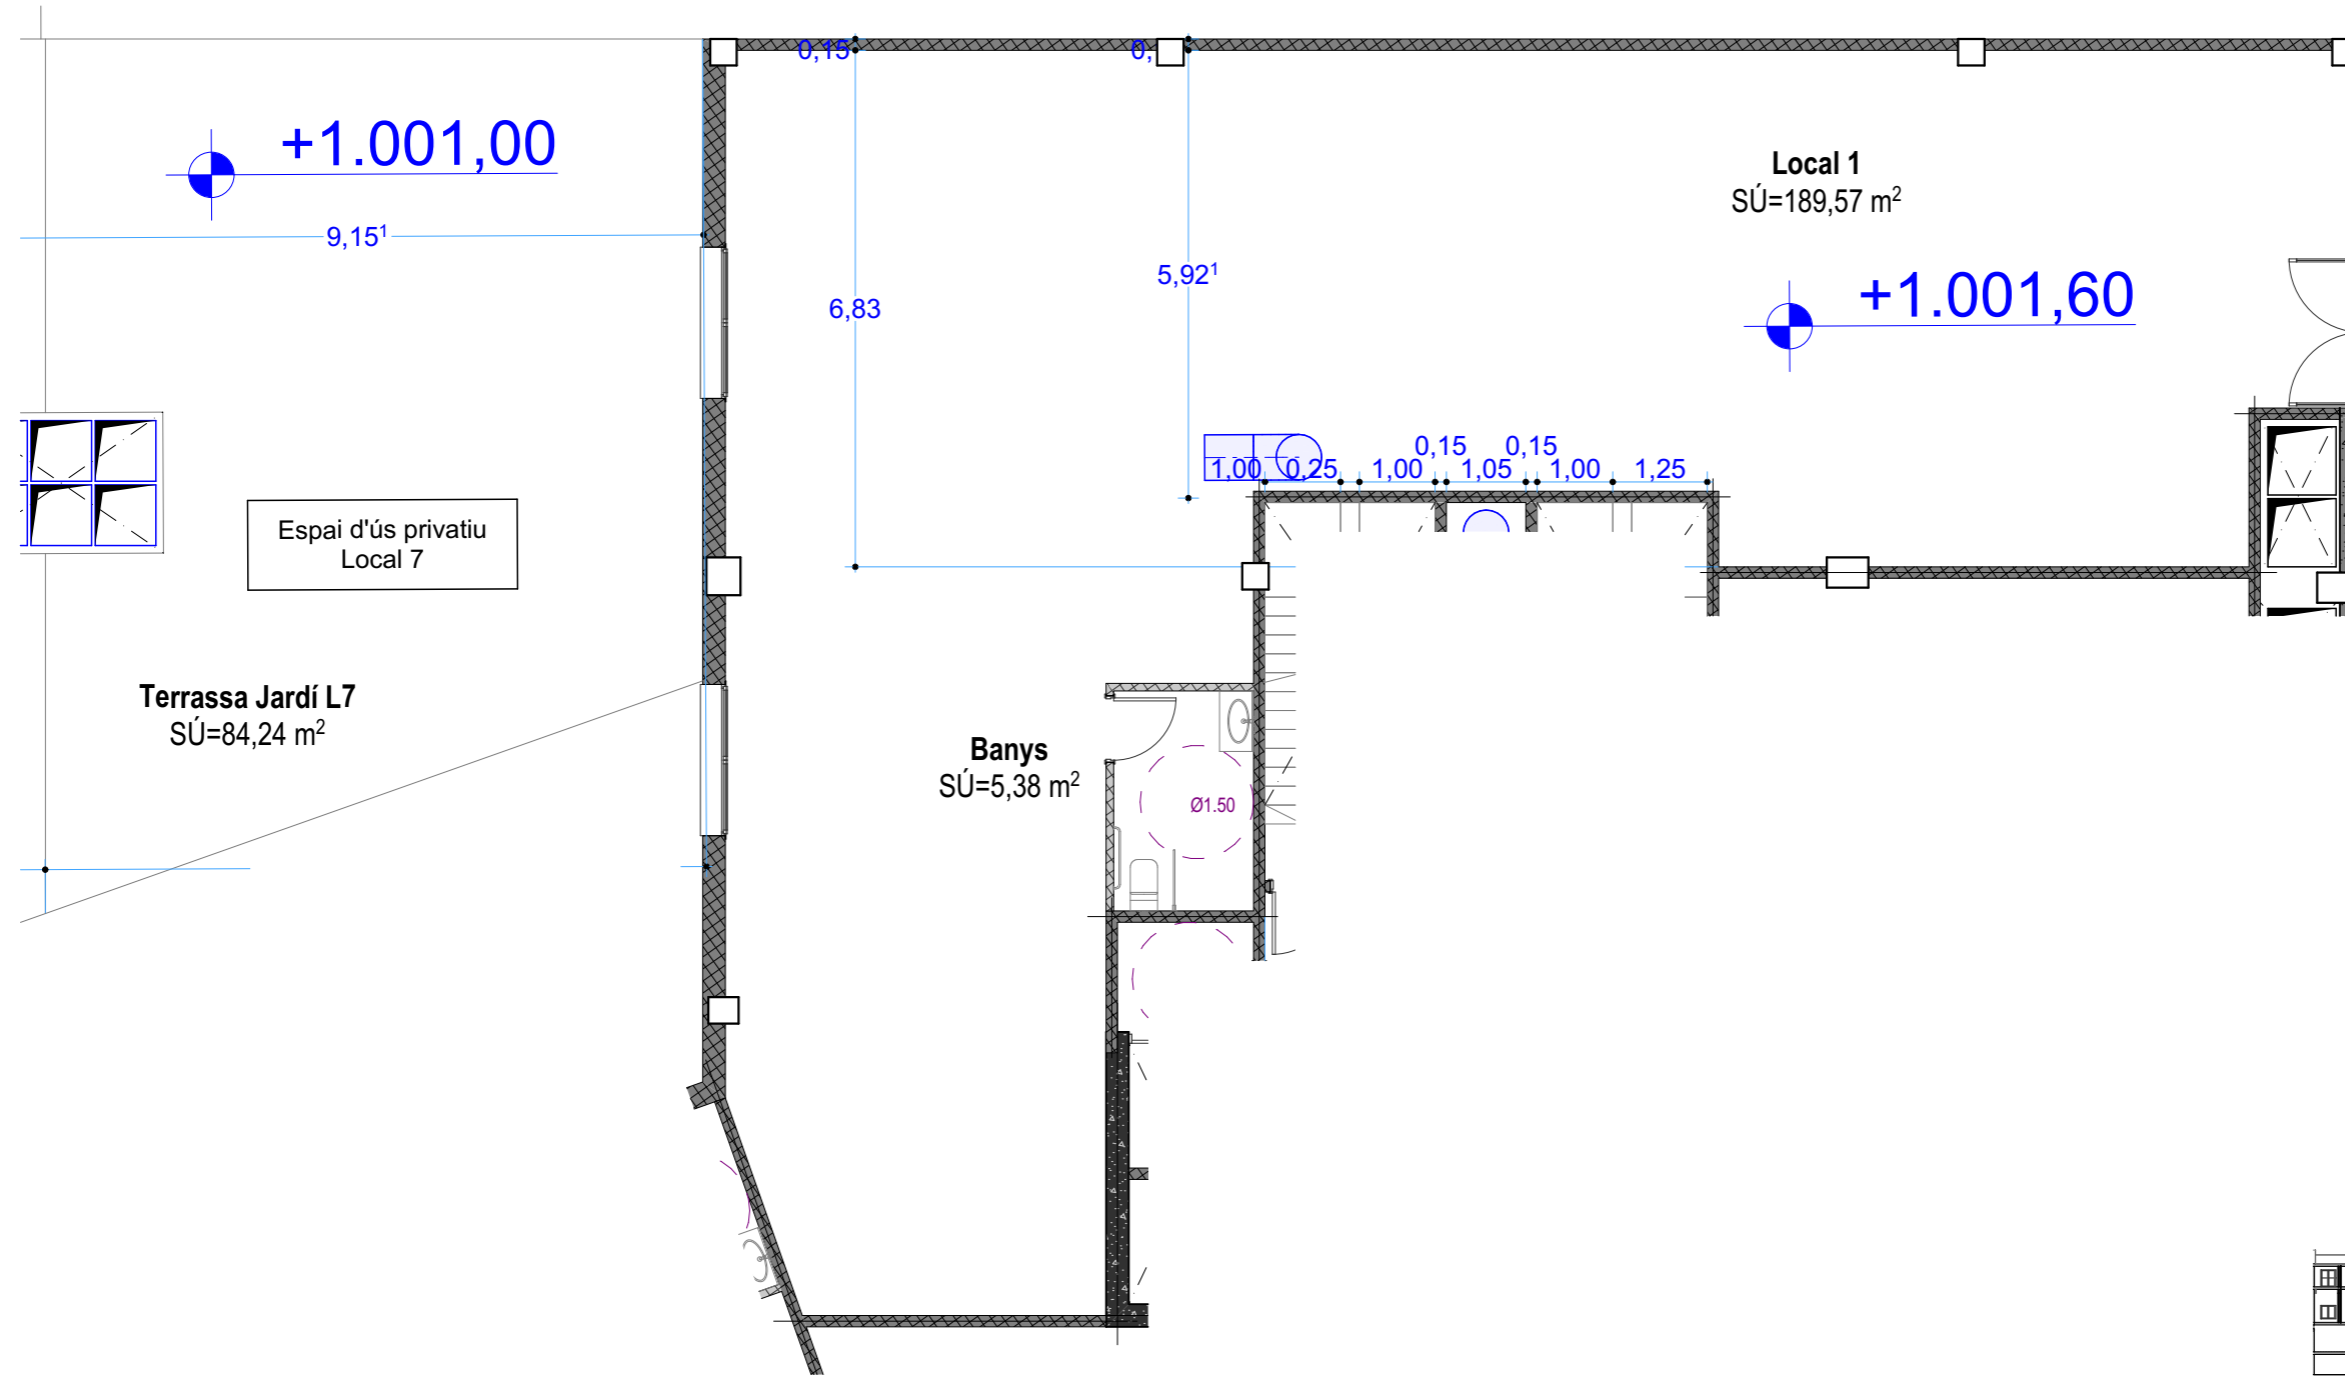 0,15
0,
+1.001,00
Local 1
SÚ=189,57 m²
9,15¹
5,92¹
6,83
+1.001,60
0,15 0,15
1,00 0,25 1,00 1,05 1,00 1,25
Espai d'ús privatiu
Local 7
Terrassa Jardí L7
SÚ=84,24 m²
Banys
SÚ=5,38 m²
Ø1.50